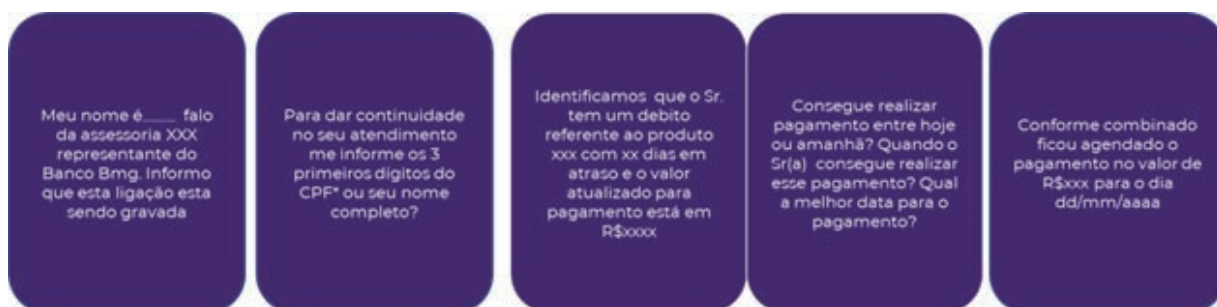 Meu nome é____ falo
da assessoria XXX
representante do
Banco Bmg. Informo
que esta ligação esta
sendo gravada
Para dar continuidade
no seu atendimento
me informe os 3
primeiros dígitos do
CPF* ou seu nome
completo?
Identificamos que o Sr.
tem um debito
referente ao produto
xxx com xx dias em
atraso e o valor
atualizado para
pagamento está em
R$xxxx
Consegue realizar
pagamento entre hoje
ou amanhã? Quando o
Sr(a) consegue realizar
esse pagamento? Qual
a melhor data para o
pagamento?
Conforme combinado
ficou agendado o
pagamento no valor de
R$xxx para o dia
dd/mm/aaaa